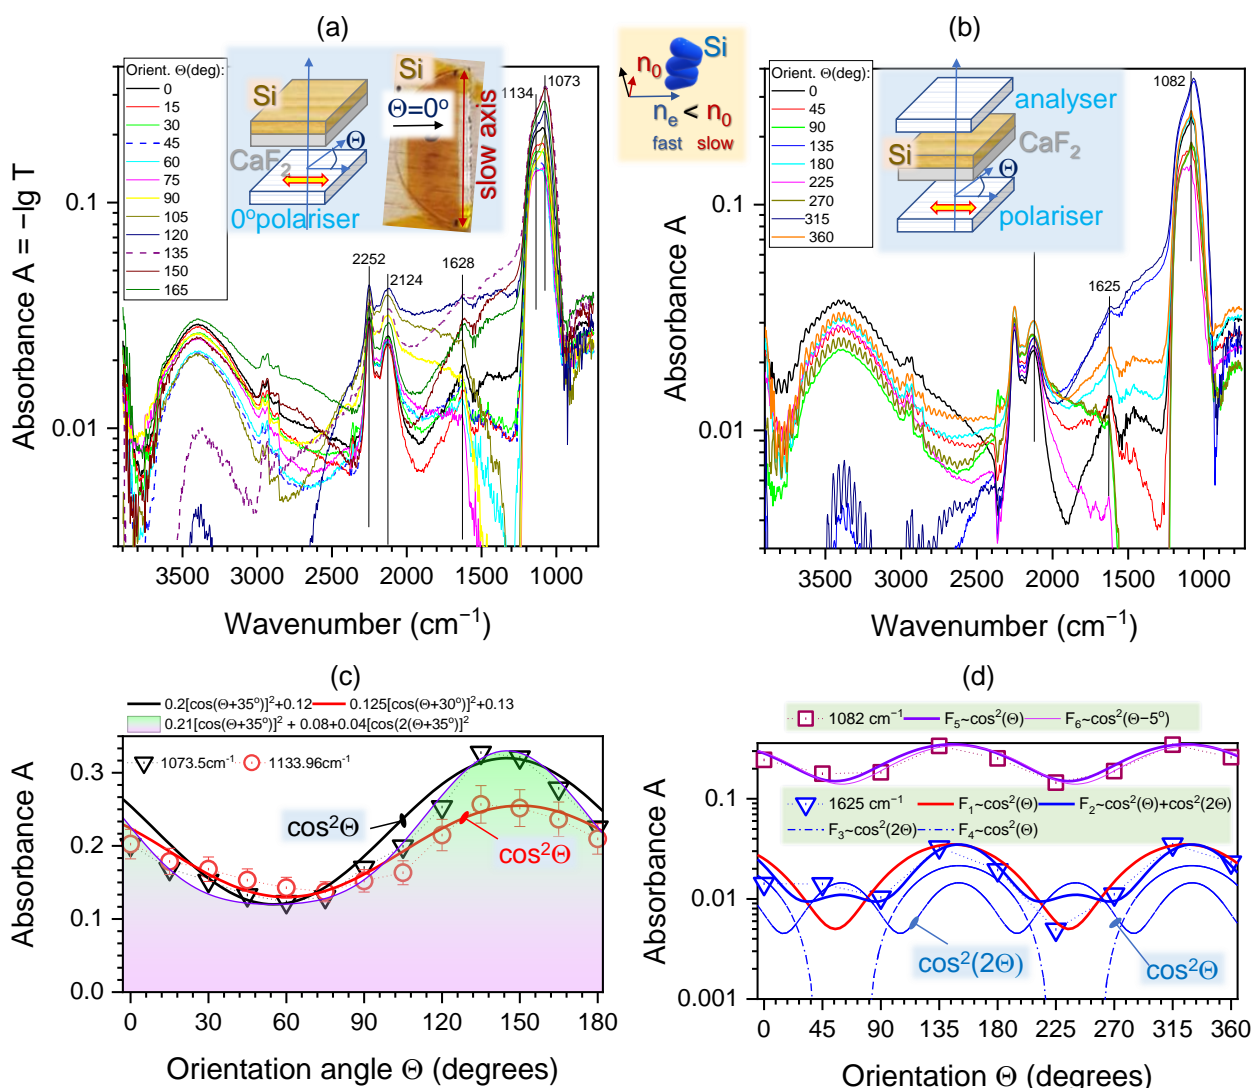 (a)
Orient. Θ(deg):
0
15
30
45
60
75
90
105
120
135
150
165
Si
CaF2
Θ
0°polariser
Si
Θ=0°
slow axis
1134
1073
2252
2124
1628
Absorbance A = −lg T
0.1
0.01
3500 3000 2500 2000 1500 1000
Wavenumber (cm−1)
Si
n0
ne < n0
fast slow
(b)
Orient. Θ(deg):
0
45
90
135
180
225
270
315
360
analyser
CaF2
Si
Θ
polariser
1082
1625
Absorbance A
0.1
0.01
3500 3000 2500 2000 1500 1000
Wavenumber (cm−1)
(c)
0.2[cos(Θ+35°)]2+0.12 0.125[cos(Θ+30°)]2+0.13
0.21[cos(Θ+35°)]2 + 0.08+0.04[cos(2(Θ+35°)]2
1073.5cm−1 1133.96cm−1
cos2Θ
cos2Θ
Absorbance A
0.3
0.2
0.1
0.0
0 30 60 90 120 150 180
Orientation angle Θ (degrees)
(d)
1082 cm−1 F5~cos2(Θ) F6~cos2(Θ−5°)
1625 cm−1 F1~cos2(Θ) F2~cos2(Θ)+cos2(2Θ)
F3~cos2(2Θ) F4~cos2(Θ)
cos2(2Θ)
cos2Θ
Absorbance A
0.1
0.01
0.001
0 45 90 135 180 225 270 315 360
Orientation Θ (degrees)